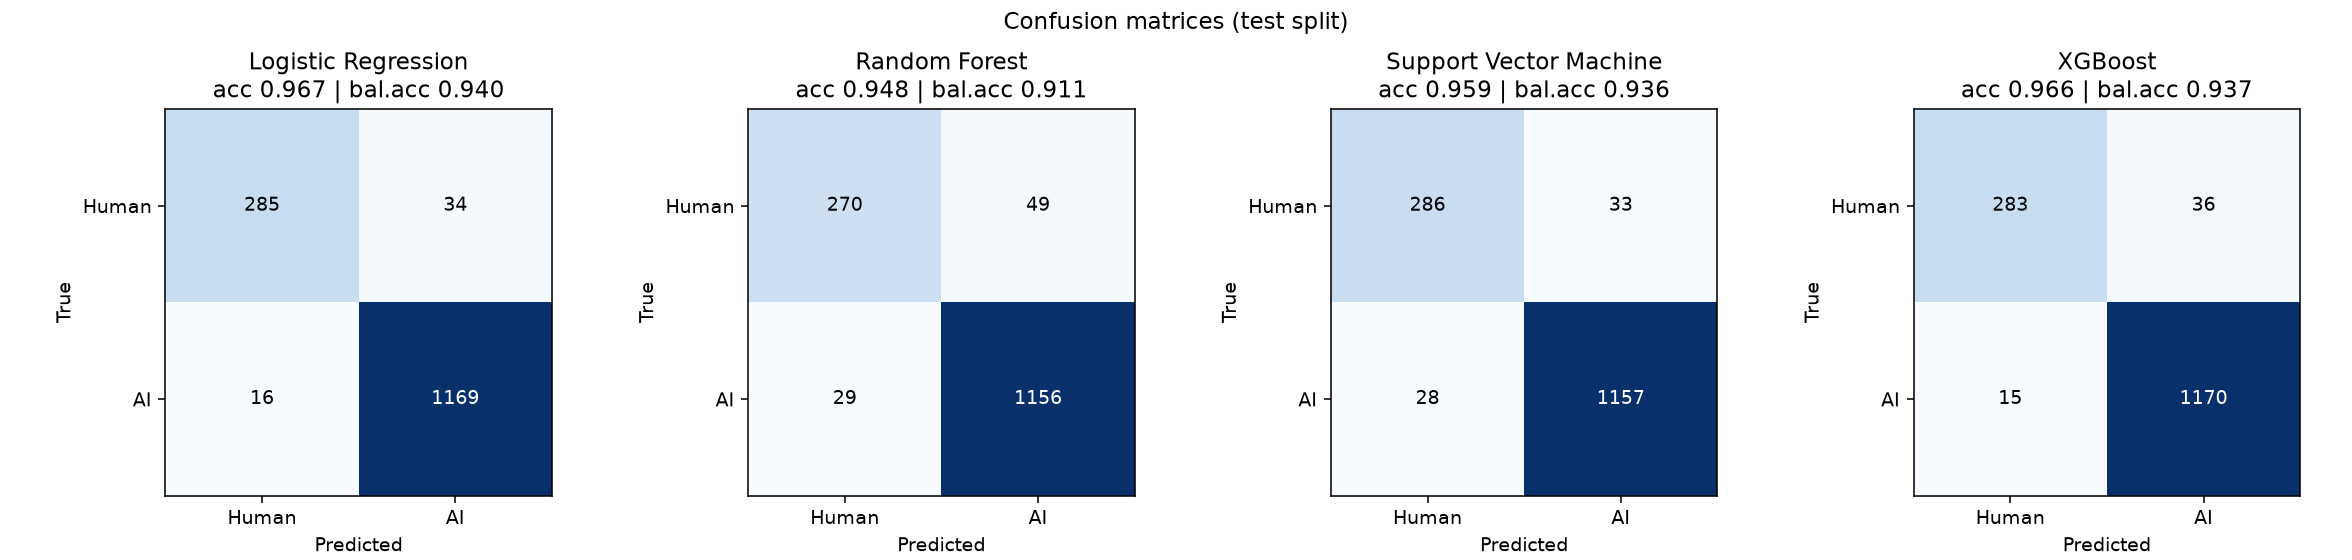 Confusion matrices (test split)
Logistic Regression
acc 0.967 | bal.acc 0.940
Human
285
34
True
AI
16
1169
Human
AI
Predicted
Random Forest
acc 0.948 | bal.acc 0.911
Human
270
49
True
AI
29
1156
Human
AI
Predicted
Support Vector Machine
acc 0.959 | bal.acc 0.936
Human
286
33
True
AI
28
1157
Human
AI
Predicted
XGBoost
acc 0.966 | bal.acc 0.937
Human
283
36
True
AI
15
1170
Human
AI
Predicted